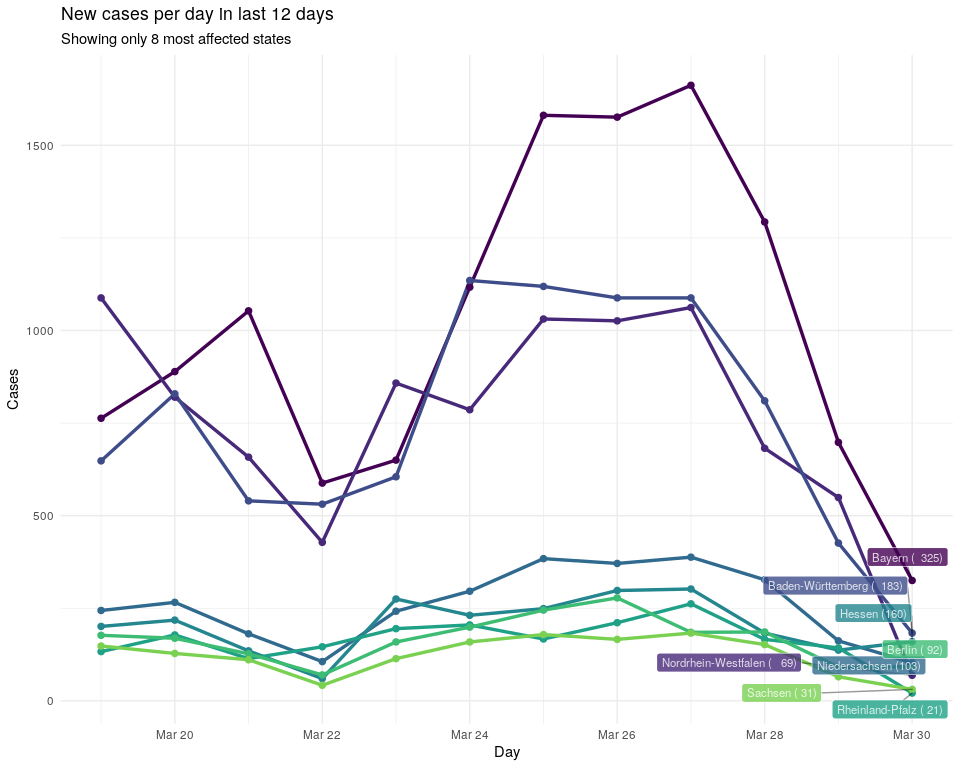 New cases per day in last 12 days
Showing only 8 most affected states
Cases
1500
1000
500
0
Bayern (  325)
Baden-Württemberg (  183)
Hessen (160)
Berlin ( 92)
Nordrhein-Westfalen (   69)
Niedersachsen (103)
Sachsen ( 31)
Rheinland-Pfalz ( 21)
Mar 20
Mar 22
Mar 24
Mar 26
Mar 28
Mar 30
Day